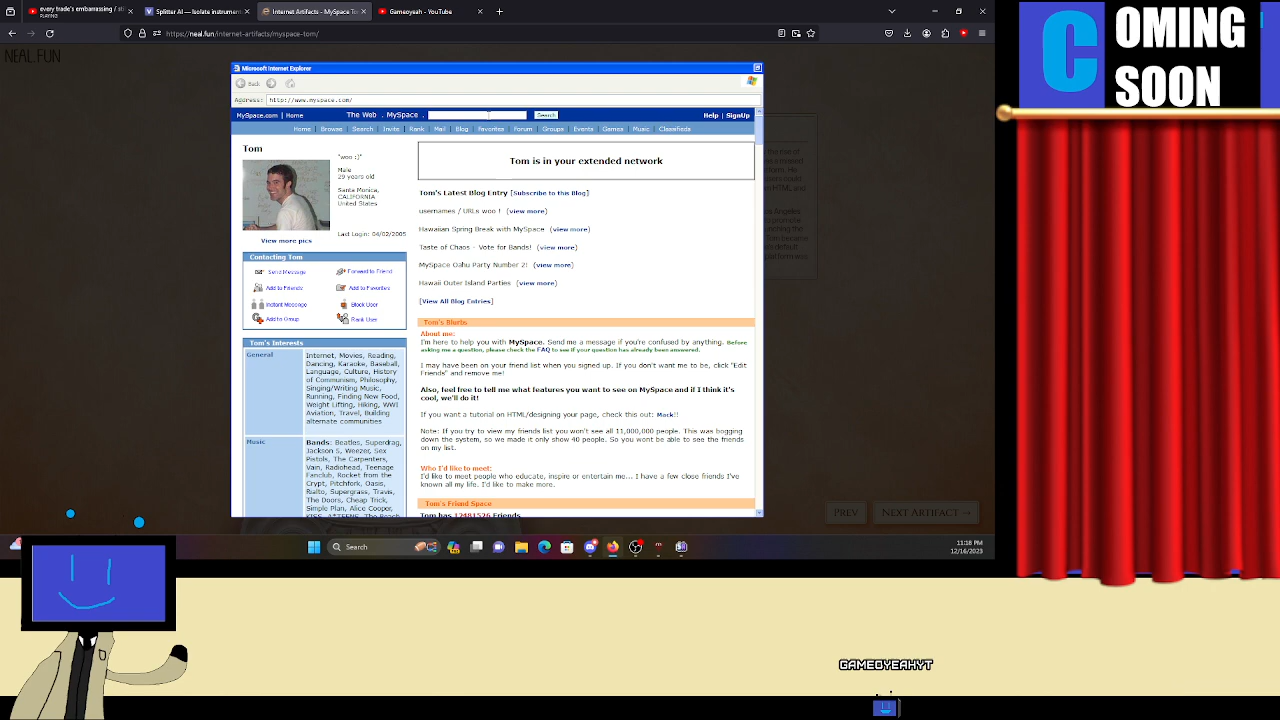 every trade's embarrassing / sti
PLAYING
Splitter AI — Isolate instrument
Internet Artifacts - MySpace To
Gameoyeah - YouTube
https://neal.fun/internet-artifacts/myspace-tom/
NEAL.FUN
Microsoft Internet Explorer
Back
Address: http://www.myspace.com/
MySpace.com | Home
The Web . MySpace .
Search
Help | SignUp
Home | Browse | Search | Invite | Rank | Mail | Blog | Favorites | Forum | Groups | Events | Games | Music | Classifieds
Tom
"woo :)"
Male
29 years old
Santa Monica,
CALIFORNIA
United States
Last Login: 04/02/2005
View more pics
Contacting Tom
Send Message
Forward to Friend
Add to Friends
Add to Favorites
Instant Message
Block User
Add to Group
Rank User
Tom's Interests
General
Internet, Movies, Reading,
Dancing, Karaoke, Baseball,
Language, Culture, History
of Communism, Philosophy,
Singing/Writing Music,
Running, Finding New Food,
Weight Lifting, Hiking, WWI
Aviation, Travel, Building
alternate communities
Music
Bands: Beatles, Superdrag,
Jackson 5, Weezer, Sex
Pistols, The Carpenters,
Vain, Radiohead, Teenage
Fanclub, Rocket from the
Crypt, Pitchfork, Oasis,
Rialto, Supergrass, Travis,
The Doors, Cheap Trick,
Simple Plan, Alice Cooper,
Tom is in your extended network
Tom's Latest Blog Entry [Subscribe to this Blog]
usernames / URLs woo ! (view more)
Hawaiian Spring Break with MySpace (view more)
Taste of Chaos - Vote for Bands! (view more)
MySpace Oahu Party Number 2! (view more)
Hawaii Outer Island Parties (view more)
[View All Blog Entries]
Tom's Blurbs
About me:
I'm here to help you with MySpace. Send me a message if you're confused by anything. Before
asking me a question, please check the FAQ to see if your question has already been answered.
I may have been on your friend list when you signed up. If you don't want me to be, click "Edit
Friends" and remove me!
Also, feel free to tell me what features you want to see on MySpace and if I think it's
cool, we'll do it!
If you want a tutorial on HTML/designing your page, check this out: Mock!!
Note: If you try to view my friends list you won't see all 11,000,000 people. This was bogging
down the system, so we made it only show 40 people. So you wont be able to see the friends
on my list.
Who I'd like to meet:
I'd like to meet people who educate, inspire or entertain me... I have a few close friends I've
known all my life. I'd like to make more.
Tom's Friend Space
Tom has 12481526 Friends
PREV
NEXT ARTIFACT →
Search
11:18 PM
12/16/2023
COMING
SOON
GAMEOYEAHYT